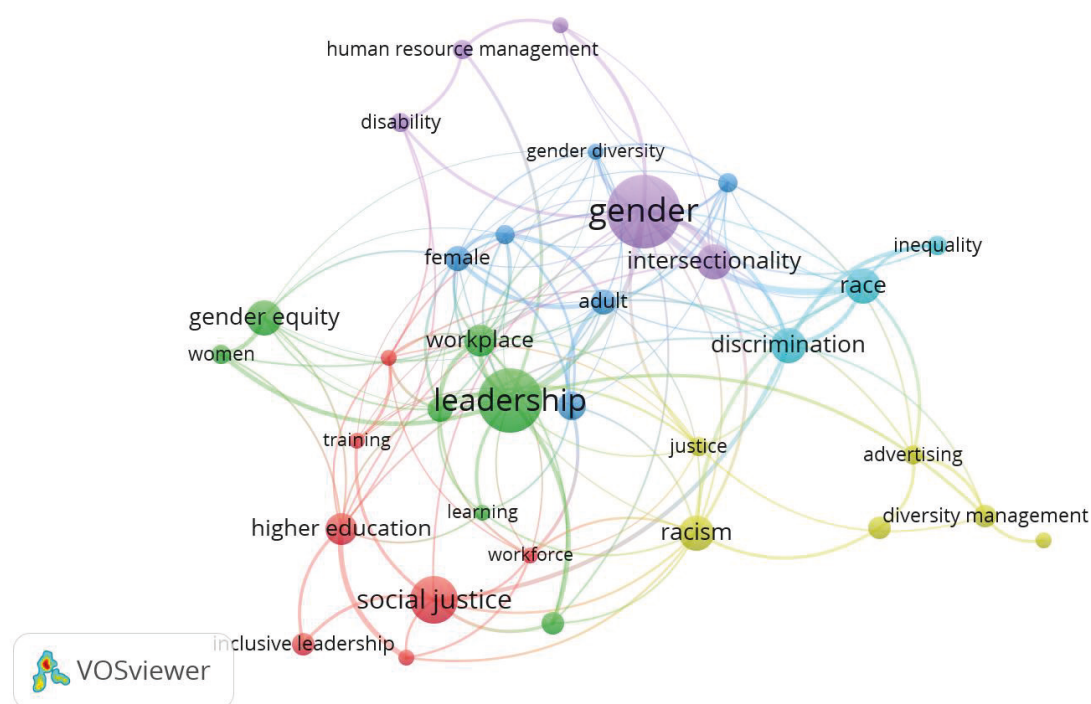 human resource management
disability
gender diversity
gender
inequality
female
intersectionality
race
adult
gender equity
workplace
discrimination
women
leadership
training
justice
advertising
learning
diversity management
higher education
racism
workforce
social justice
inclusive leadership
VOSviewer